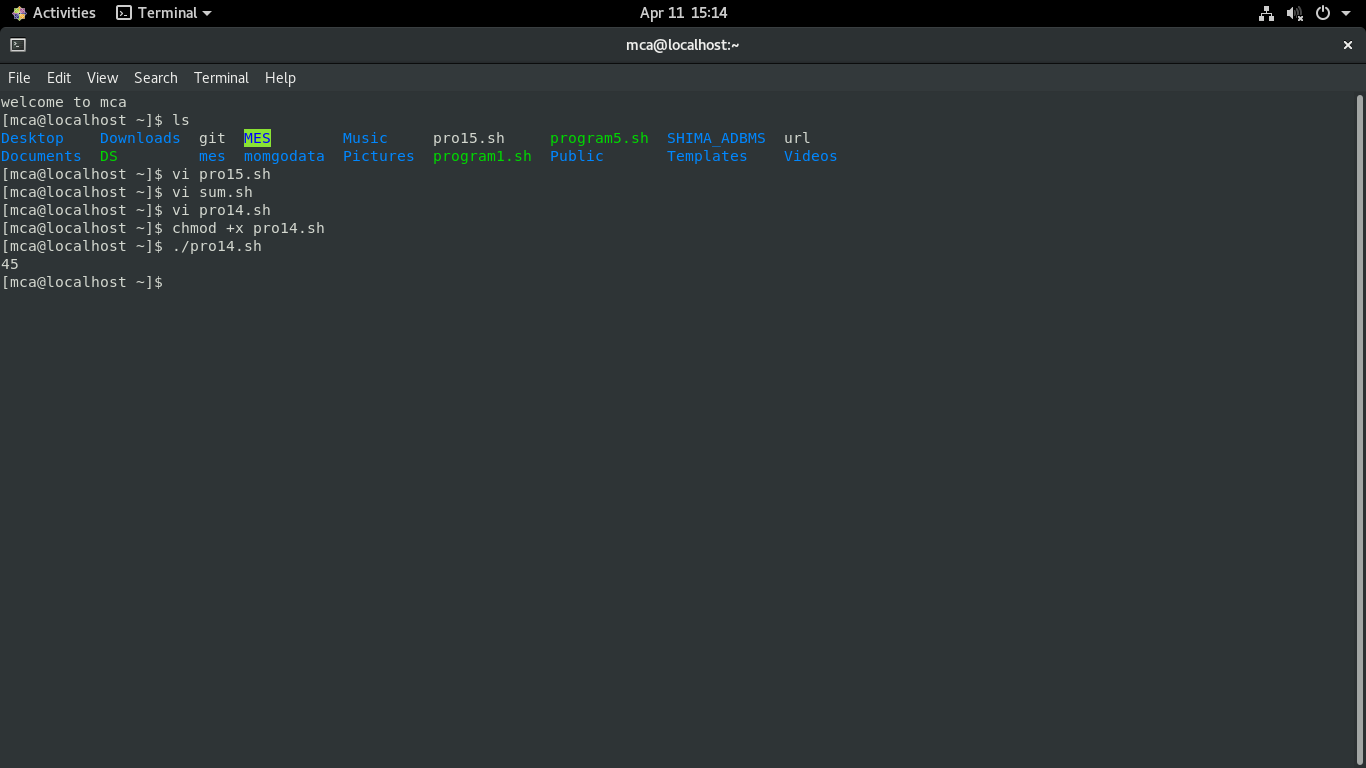 Activities Terminal Apr 11 15:14
mca@localhost:~
File Edit View Search Terminal Help
welcome to mca
[mca@localhost ~]$ ls
Desktop Downloads git MES Music pro15.sh program5.sh SHIMA_ADBMS url
Documents DS mes momgodata Pictures program1.sh Public Templates Videos
[mca@localhost ~]$ vi pro15.sh
[mca@localhost ~]$ vi sum.sh
[mca@localhost ~]$ vi pro14.sh
[mca@localhost ~]$ chmod +x pro14.sh
[mca@localhost ~]$ ./pro14.sh
45
[mca@localhost ~]$